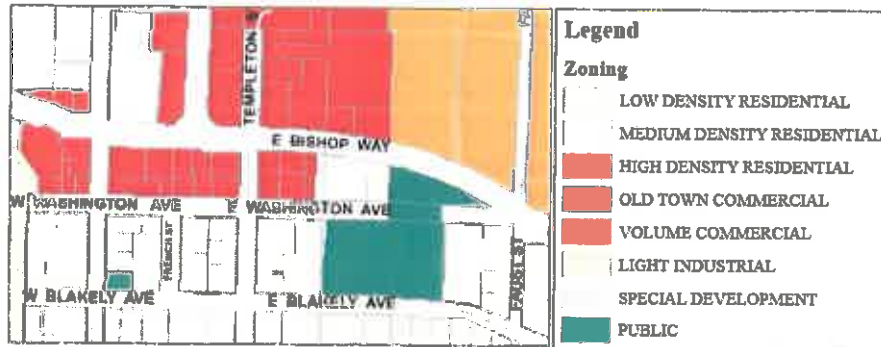 TEMPLETON
E BISHOP WAY
W WASHINGTON AVE
WASHINGTON AVE
FRENCH ST
W BLAKELY AVE
E BLAKELY AVE
FAUST ST
Legend
Zoning
LOW DENSITY RESIDENTIAL
MEDIUM DENSITY RESIDENTIAL
HIGH DENSITY RESIDENTIAL
OLD TOWN COMMERCIAL
VOLUME COMMERCIAL
LIGHT INDUSTRIAL
SPECIAL DEVELOPMENT
PUBLIC